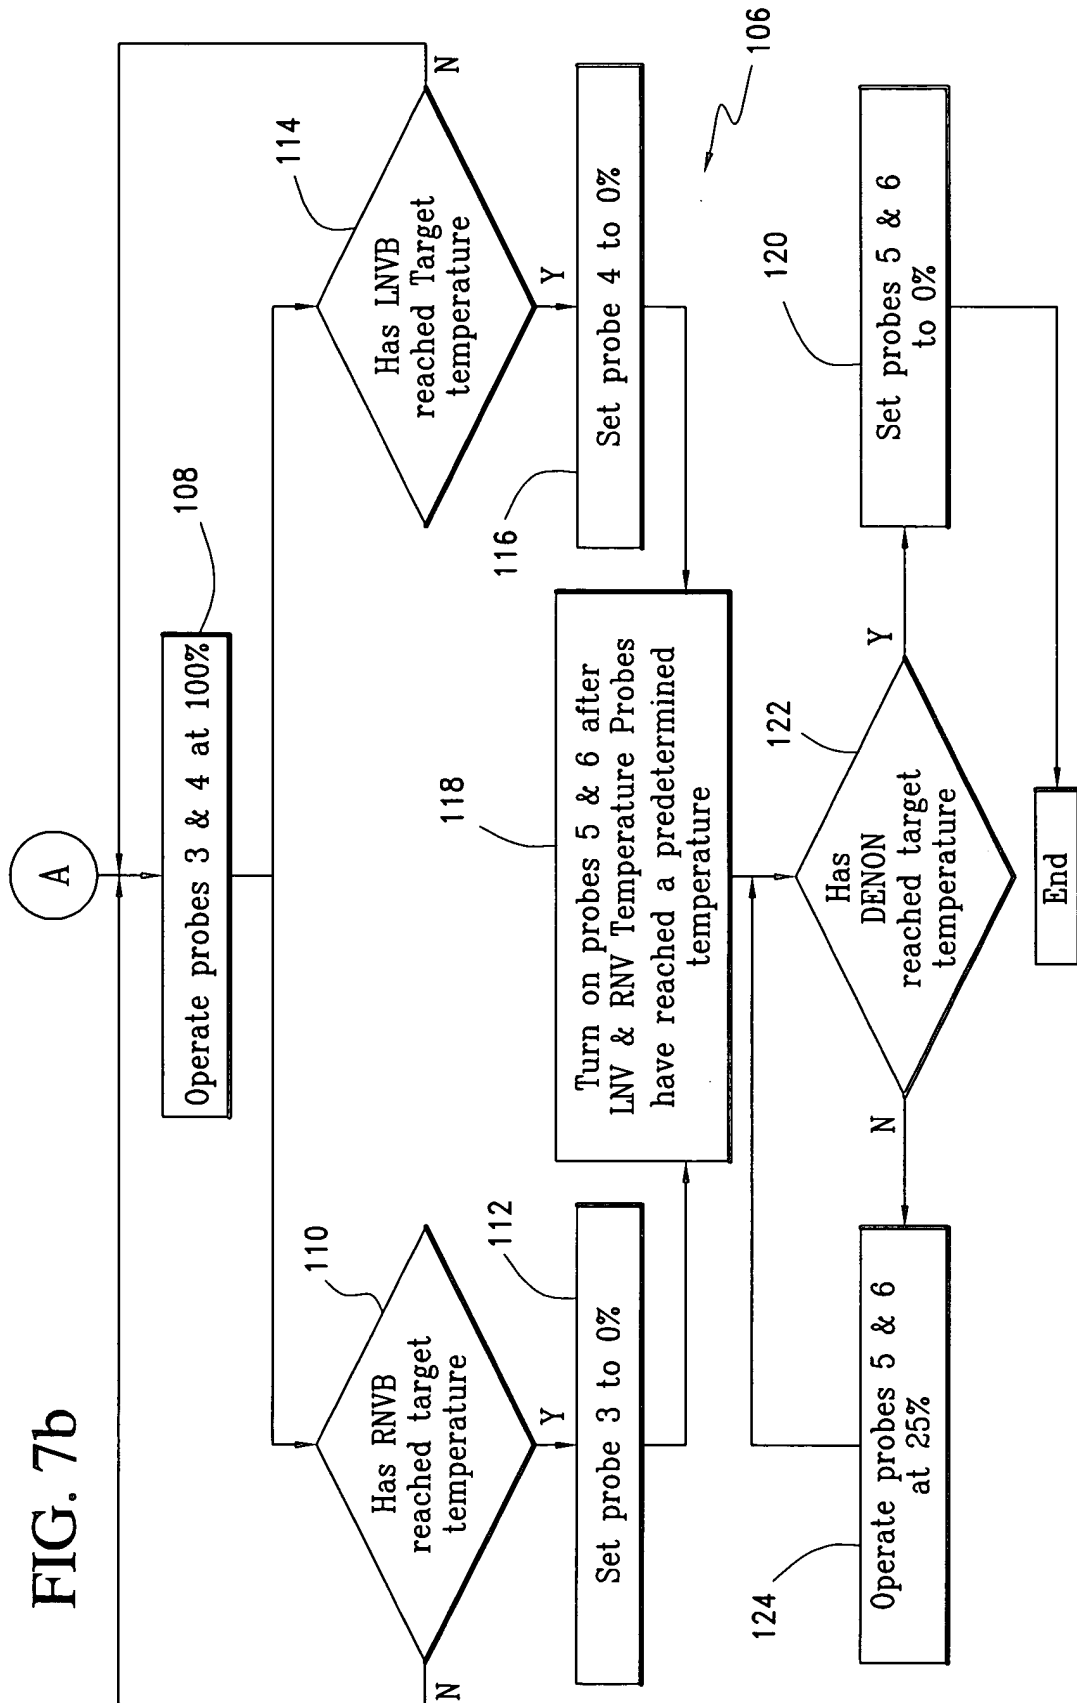 FIG. 7b
A
Operate probes 3 & 4 at 100%
108
Has RNVB
reached target
temperature
110
N
Y
Has LNVB
reached Target
temperature
114
N
Y
Set probe 3 to 0%
112
Set probe 4 to 0%
116
Turn on probes 5 & 6 after
LNV & RNV Temperature Probes
have reached a predetermined
temperature
118
106
Has
DENON
reached target
temperature
122
N
Y
Operate probes 5 & 6
at 25%
124
Set probes 5 & 6
to 0%
120
End